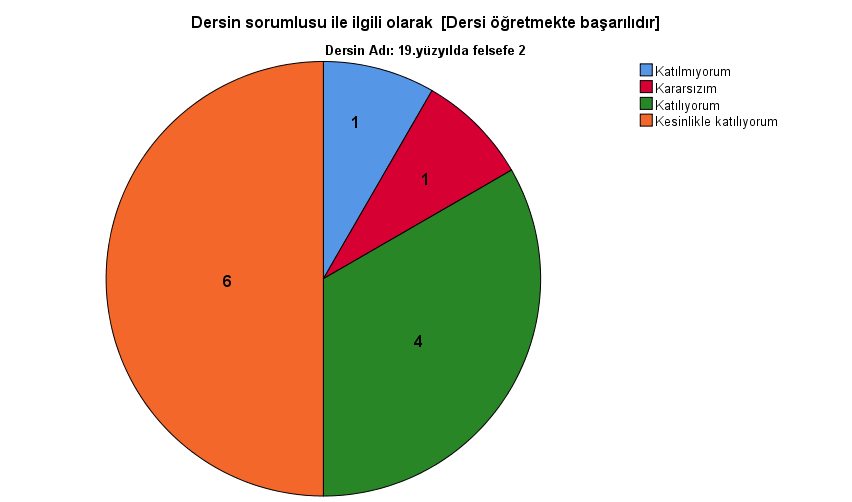 Dersin sorumlusu ile ilgili olarak [Dersi öğretmekte başarılıdır]
Dersin Adı: 19.yüzyılda felsefe 2
Katılmıyorum
Kararsızım
Katılıyorum
Kesinlikle katılıyorum
1
1
6
4